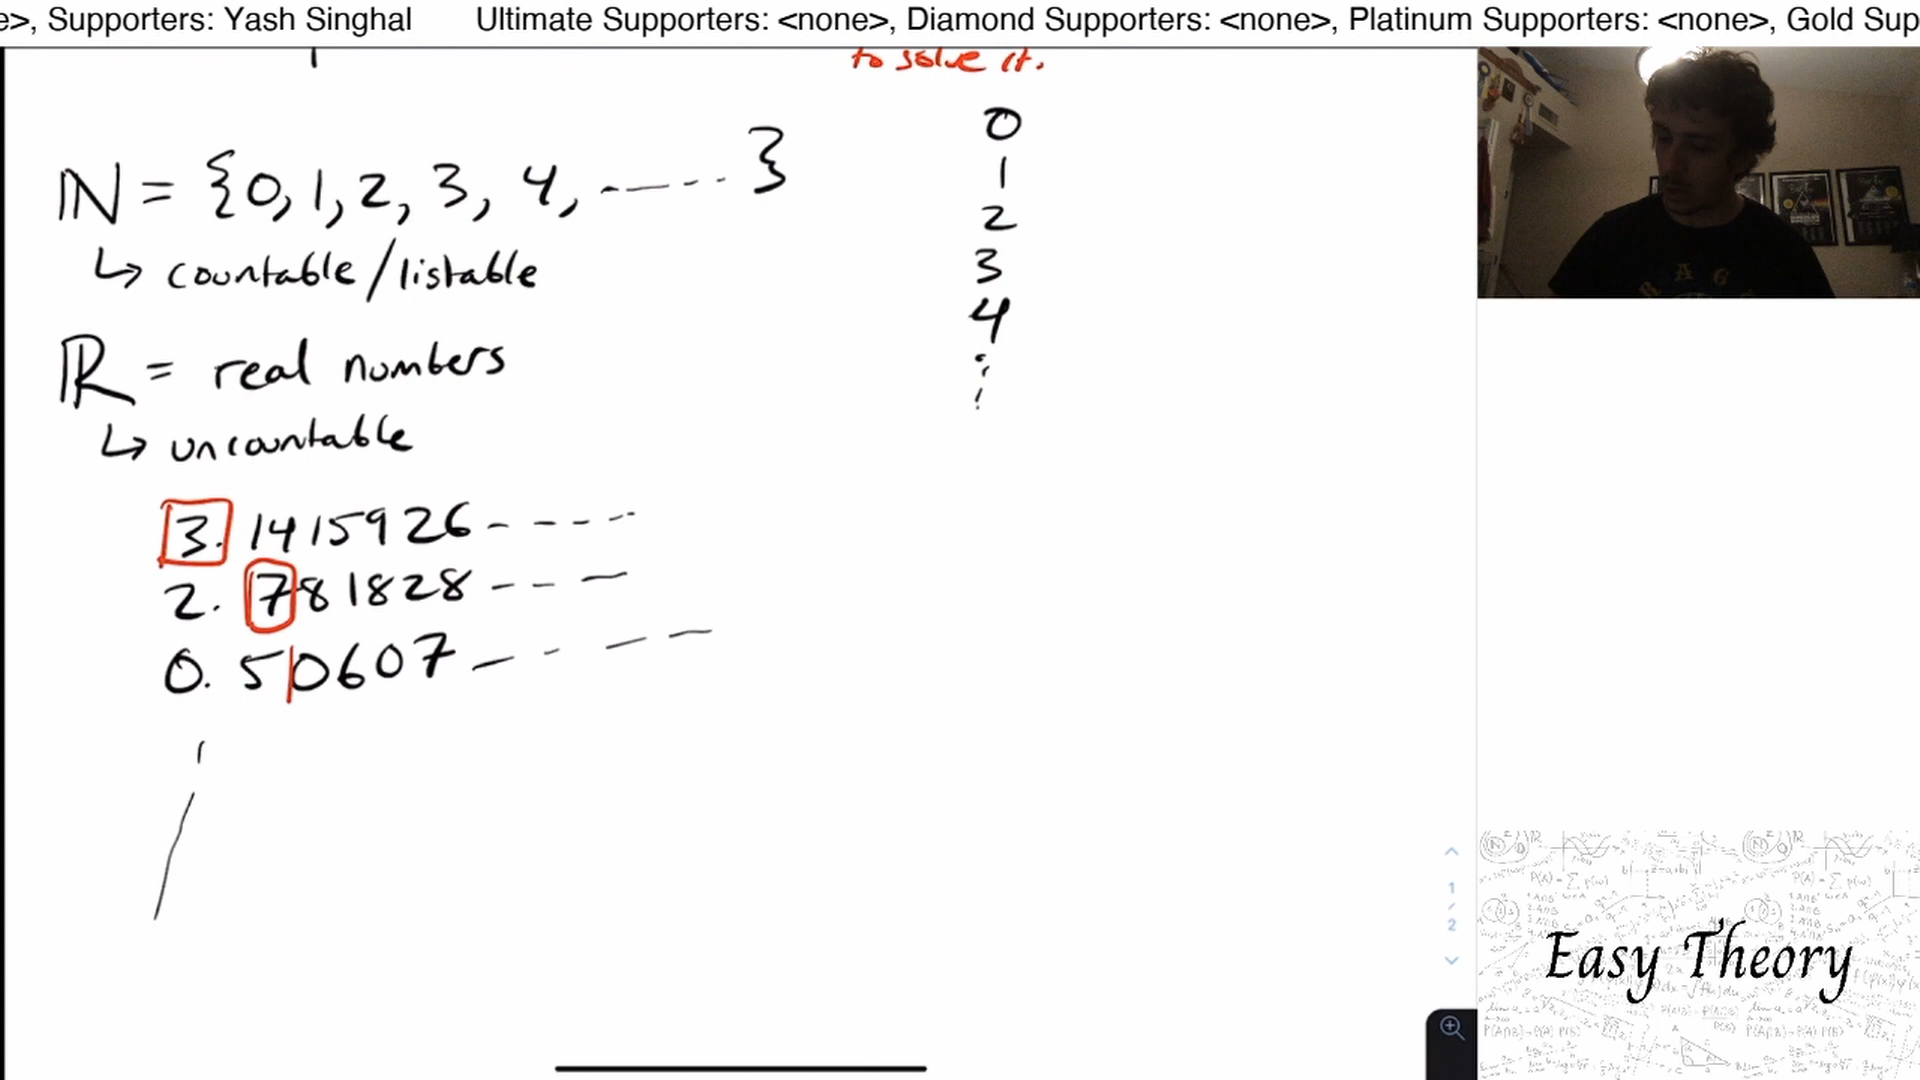 e>, Supporters: Yash Singhal Ultimate Supporters: <none>, Diamond Supporters: <none>, Platinum Supporters: <none>, Gold Sup
to solve it.
ℕ = {0, 1, 2, 3, 4, ----- }
↳ countable/listable
ℝ = real numbers
↳ uncountable
3. 1415926 - - - -
2. 781828 - - -
0. 50607 - - - -
0
1
2
3
4
1
2
Easy Theory